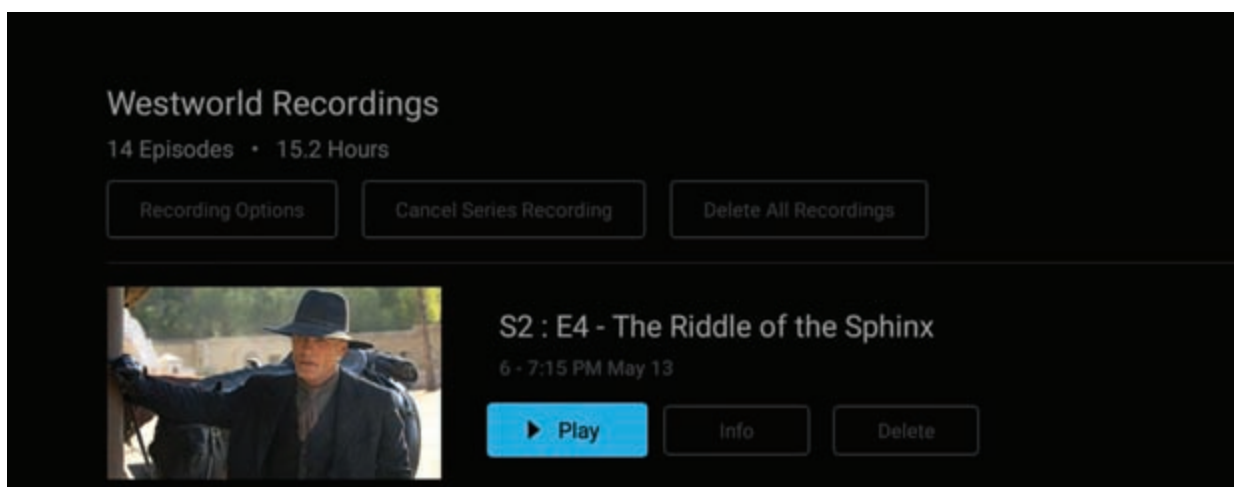 Westworld Recordings
14 Episodes • 15.2 Hours
Recording Options Cancel Series Recording Delete All Recordings
S2 : E4 - The Riddle of the Sphinx
6 - 7:15 PM May 13
Play Info Delete